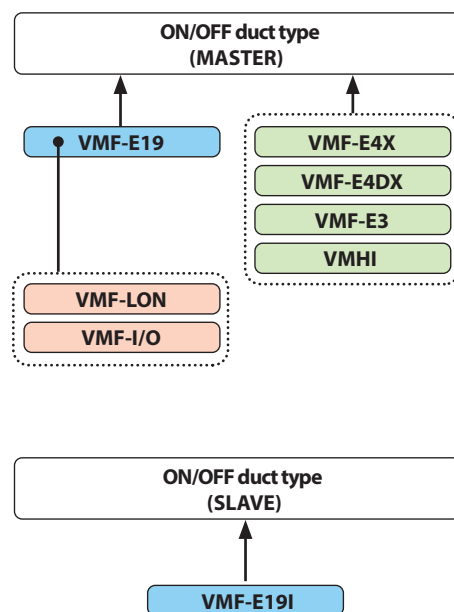 ON/OFF duct type
(MASTER)
VMF-E19
VMF-E4X
VMF-E4DX
VMF-E3
VMHI
VMF-LON
VMF-I/O
ON/OFF duct type
(SLAVE)
VMF-E19I